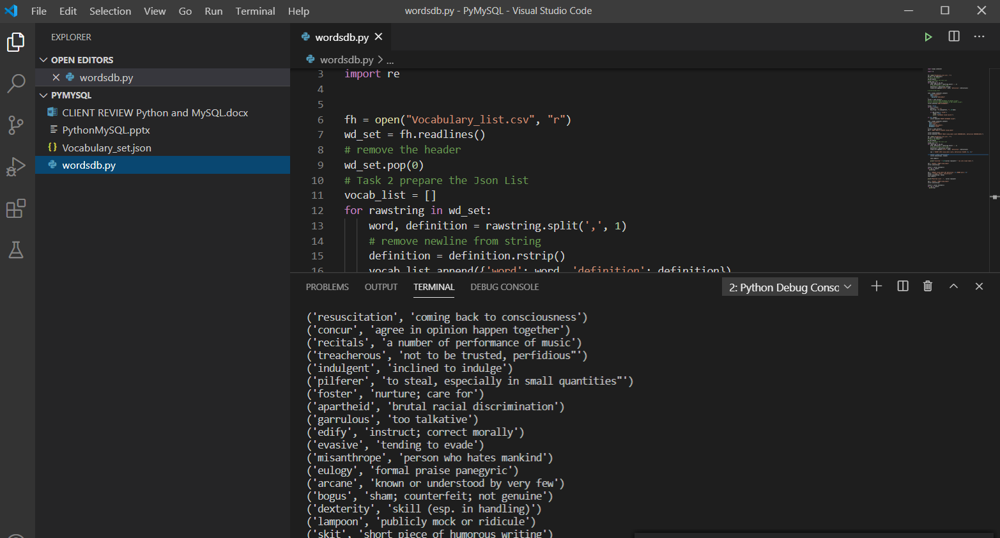 File Edit Selection View Go Run Terminal Help
wordsdb.py - PyMySQL - Visual Studio Code
EXPLORER
OPEN EDITORS
wordsdb.py
PYMYSQL
CLIENT REVIEW Python and MySQL.docx
PythonMySQL.pptx
{} Vocabulary_set.json
wordsdb.py
wordsdb.py
wordsdb.py > ...
3 import re
4
5
6 fh = open("Vocabulary_list.csv", "r")
7 wd_set = fh.readlines()
8 # remove the header
9 wd_set.pop(0)
10 # Task 2 prepare the Json List
11 vocab_list = []
12 for rawstring in wd_set:
13 word, definition = rawstring.split(',', 1)
14 # remove newline from string
15 definition = definition.rstrip()
16 vocab_list.append({'word': word, 'definition': definition})
PROBLEMS OUTPUT TERMINAL DEBUG CONSOLE
2: Python Debug Consc
('resuscitation', 'coming back to consciousness')
('concur', 'agree in opinion happen together')
('recitals', 'a number of performance of music')
('treacherous', 'not to be trusted, perfidious"')
('indulgent', 'inclined to indulge')
('pilferer', 'to steal, especially in small quantities"')
('foster', 'nurture; care for')
('apartheid', 'brutal racial discrimination')
('garrulous', 'too talkative')
('edify', 'instruct; correct morally')
('evasive', 'tending to evade')
('misanthrope', 'person who hates mankind')
('eulogy', 'formal praise panegyric')
('arcane', 'known or understood by very few')
('bogus', 'sham; counterfeit; not genuine')
('dexterity', 'skill (esp. in handling)')
('lampoon', 'publicly mock or ridicule')
('skit', 'short piece of humorous writing')